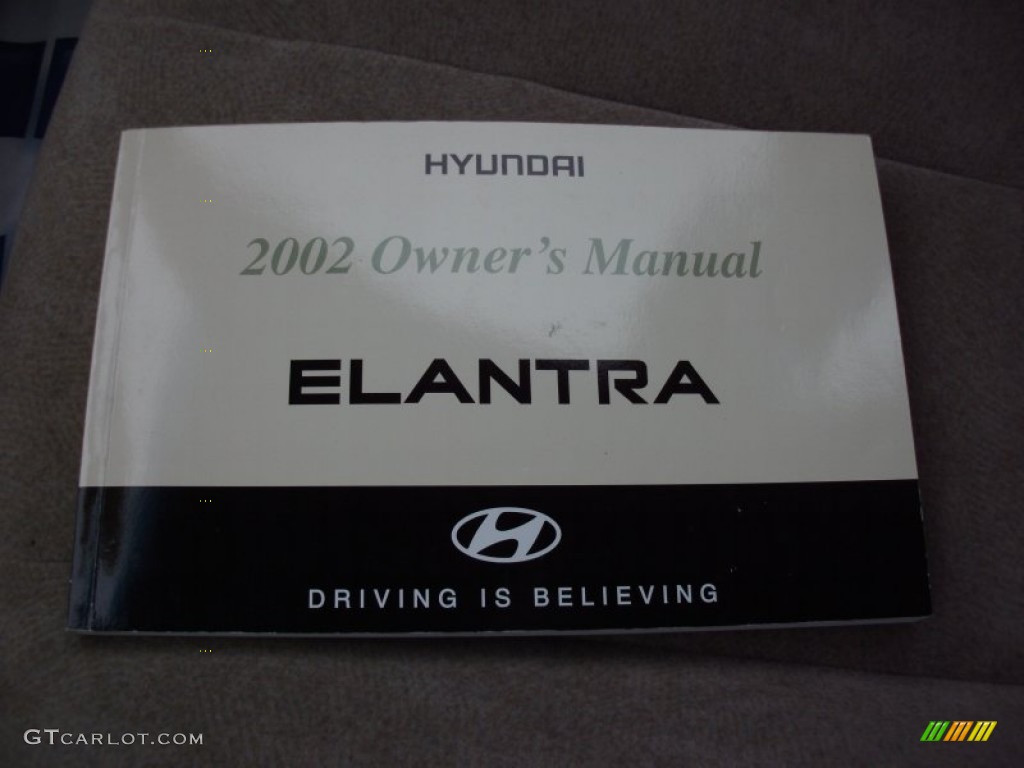 HYUNDAI
2002 Owner's Manual
ELANTRA
DRIVING IS BELIEVING
GTCARLOT.COM